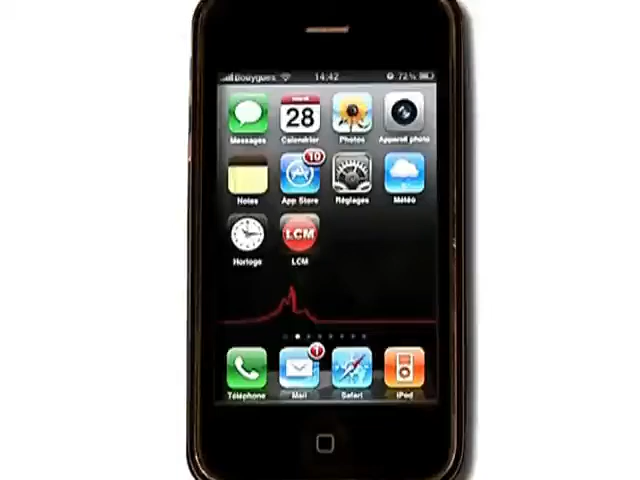 Bouygues 14:42 72%
28
Messages Calendrier Photos Appareil photo
10
Notes App Store Réglages Météo
LCM
Horloge LCM
1
Téléphone Mail Safari iPod